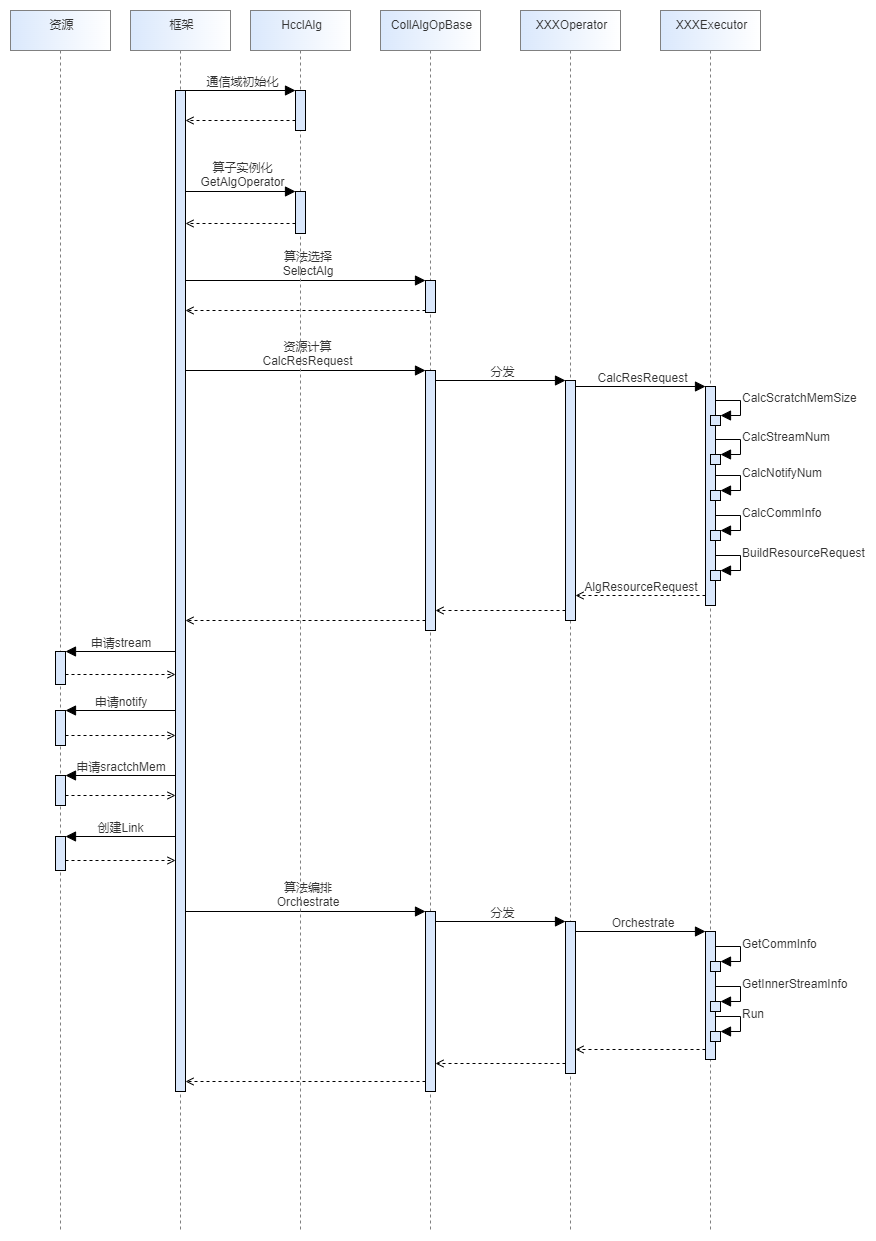 资源
框架
HcclAlg
CollAlgOpBase
XXXOperator
XXXExecutor
通信域初始化
算子实例化
GetAlgOperator
算法选择
SelectAlg
资源计算
CalcResRequest
分发
CalcResRequest
CalcScratchMemSize
CalcStreamNum
CalcNotifyNum
CalcCommInfo
BuildResourceRequest
AlgResourceRequest
申请stream
申请notify
申请sractchMem
创建Link
算法编排
Orchestrate
分发
Orchestrate
GetCommInfo
GetInnerStreamInfo
Run